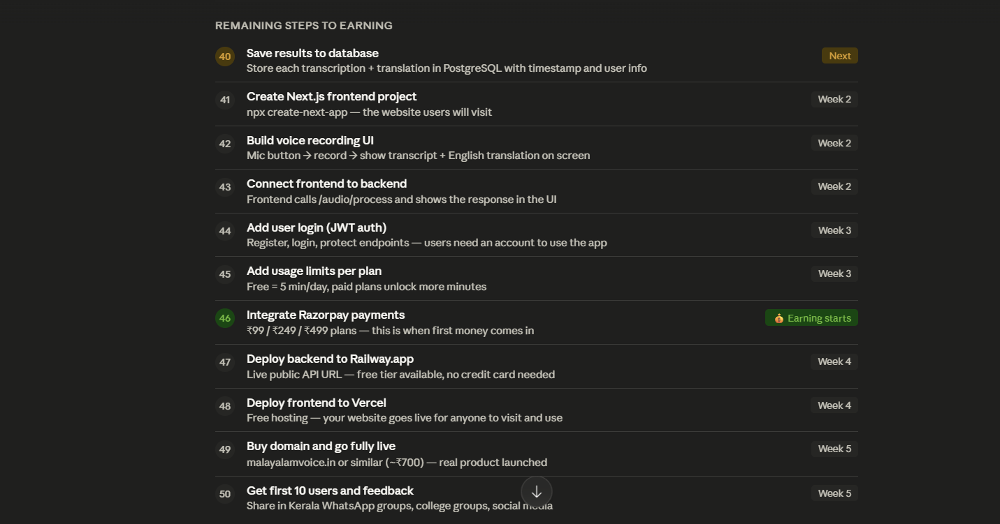 REMAINING STEPS TO EARNING
40 Save results to database Next
Store each transcription + translation in PostgreSQL with timestamp and user info
41 Create Next.js frontend project Week 2
npx create-next-app — the website users will visit
42 Build voice recording UI Week 2
Mic button → record → show transcript + English translation on screen
43 Connect frontend to backend Week 2
Frontend calls /audio/process and shows the response in the UI
44 Add user login (JWT auth) Week 3
Register, login, protect endpoints — users need an account to use the app
45 Add usage limits per plan Week 3
Free = 5 min/day, paid plans unlock more minutes
46 Integrate Razorpay payments 💰 Earning starts
₹99 / ₹249 / ₹499 plans — this is when first money comes in
47 Deploy backend to Railway.app Week 4
Live public API URL — free tier available, no credit card needed
48 Deploy frontend to Vercel Week 4
Free hosting — your website goes live for anyone to visit and use
49 Buy domain and go fully live Week 5
malayalamvoice.in or similar (~₹700) — real product launched
50 Get first 10 users and feedback Week 5
Share in Kerala WhatsApp groups, college groups, social media